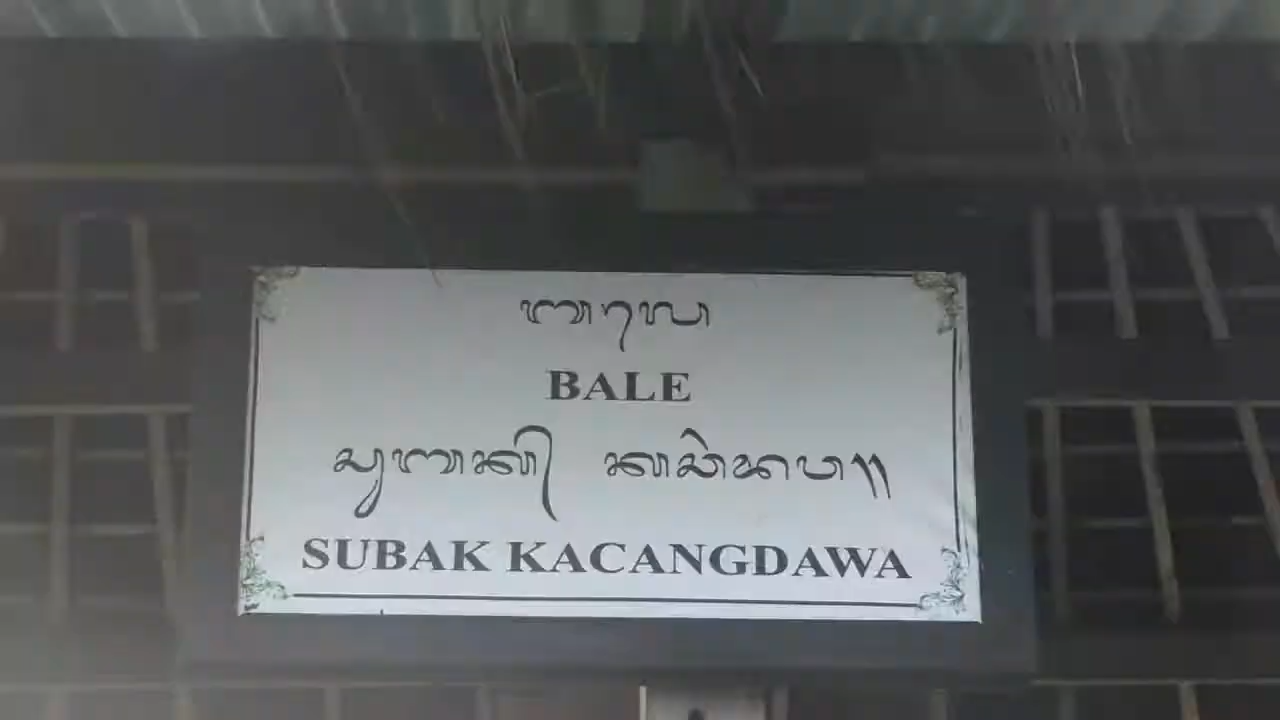 ᬩᬮᬾ
BALE
ᬲᬸᬩᬓ᭄ ᬓᬘᬂᬤᬯ᭟
SUBAK KACANGDAWA